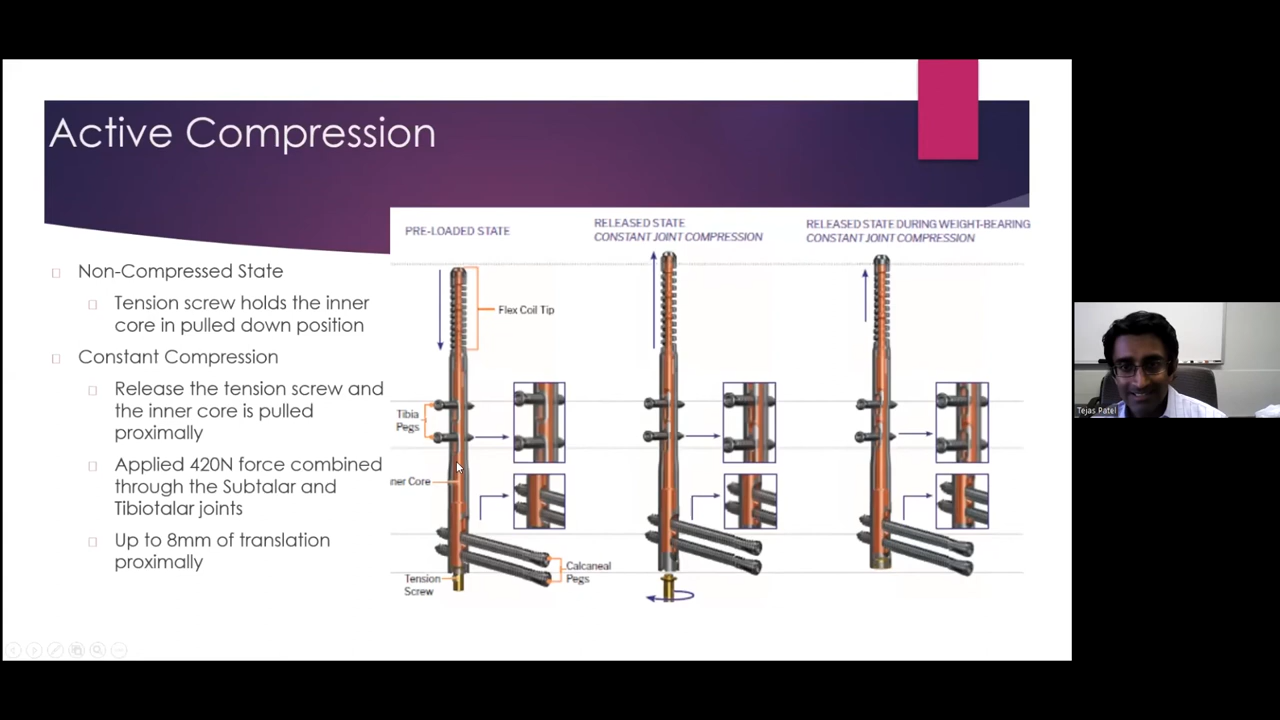 Active Compression
Non-Compressed State
Tension screw holds the inner
core in pulled down position
Constant Compression
Release the tension screw and
the inner core is pulled
proximally
Applied 420N force combined
through the Subtalar and
Tibiotalar joints
Up to 8mm of translation
proximally
PRE-LOADED STATE
RELEASED STATE
CONSTANT JOINT COMPRESSION
RELEASED STATE DURING WEIGHT-BEARING
CONSTANT JOINT COMPRESSION
Flex Coil Tip
Tibia
Pegs
ner Core
Calcaneal
Pegs
Tension
Screw
Tejas Patel